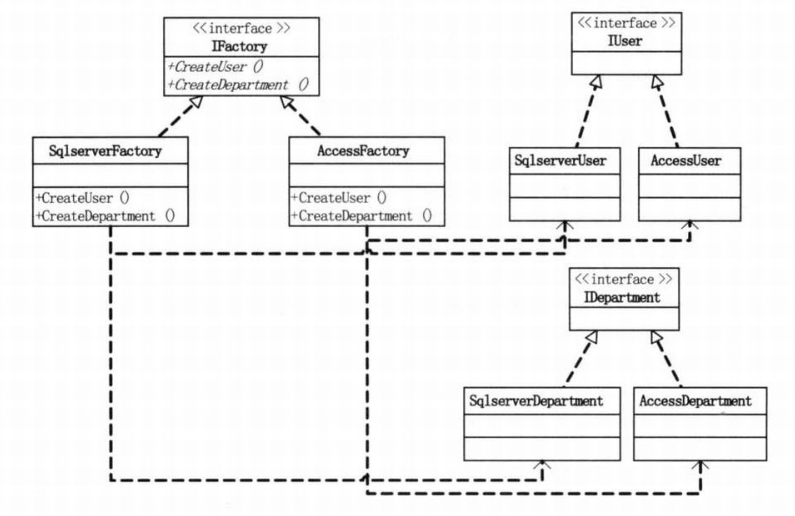 <<interface >>
IFactory
+CreateUser ()
+CreateDepartment ()
<<interface >>
IUser
SqlserverFactory
+CreateUser ()
+CreateDepartment ()
AccessFactory
+CreateUser ()
+CreateDepartment ()
SqlserverUser
AccessUser
<<interface >>
IDepartment
SqlserverDepartment
AccessDepartment